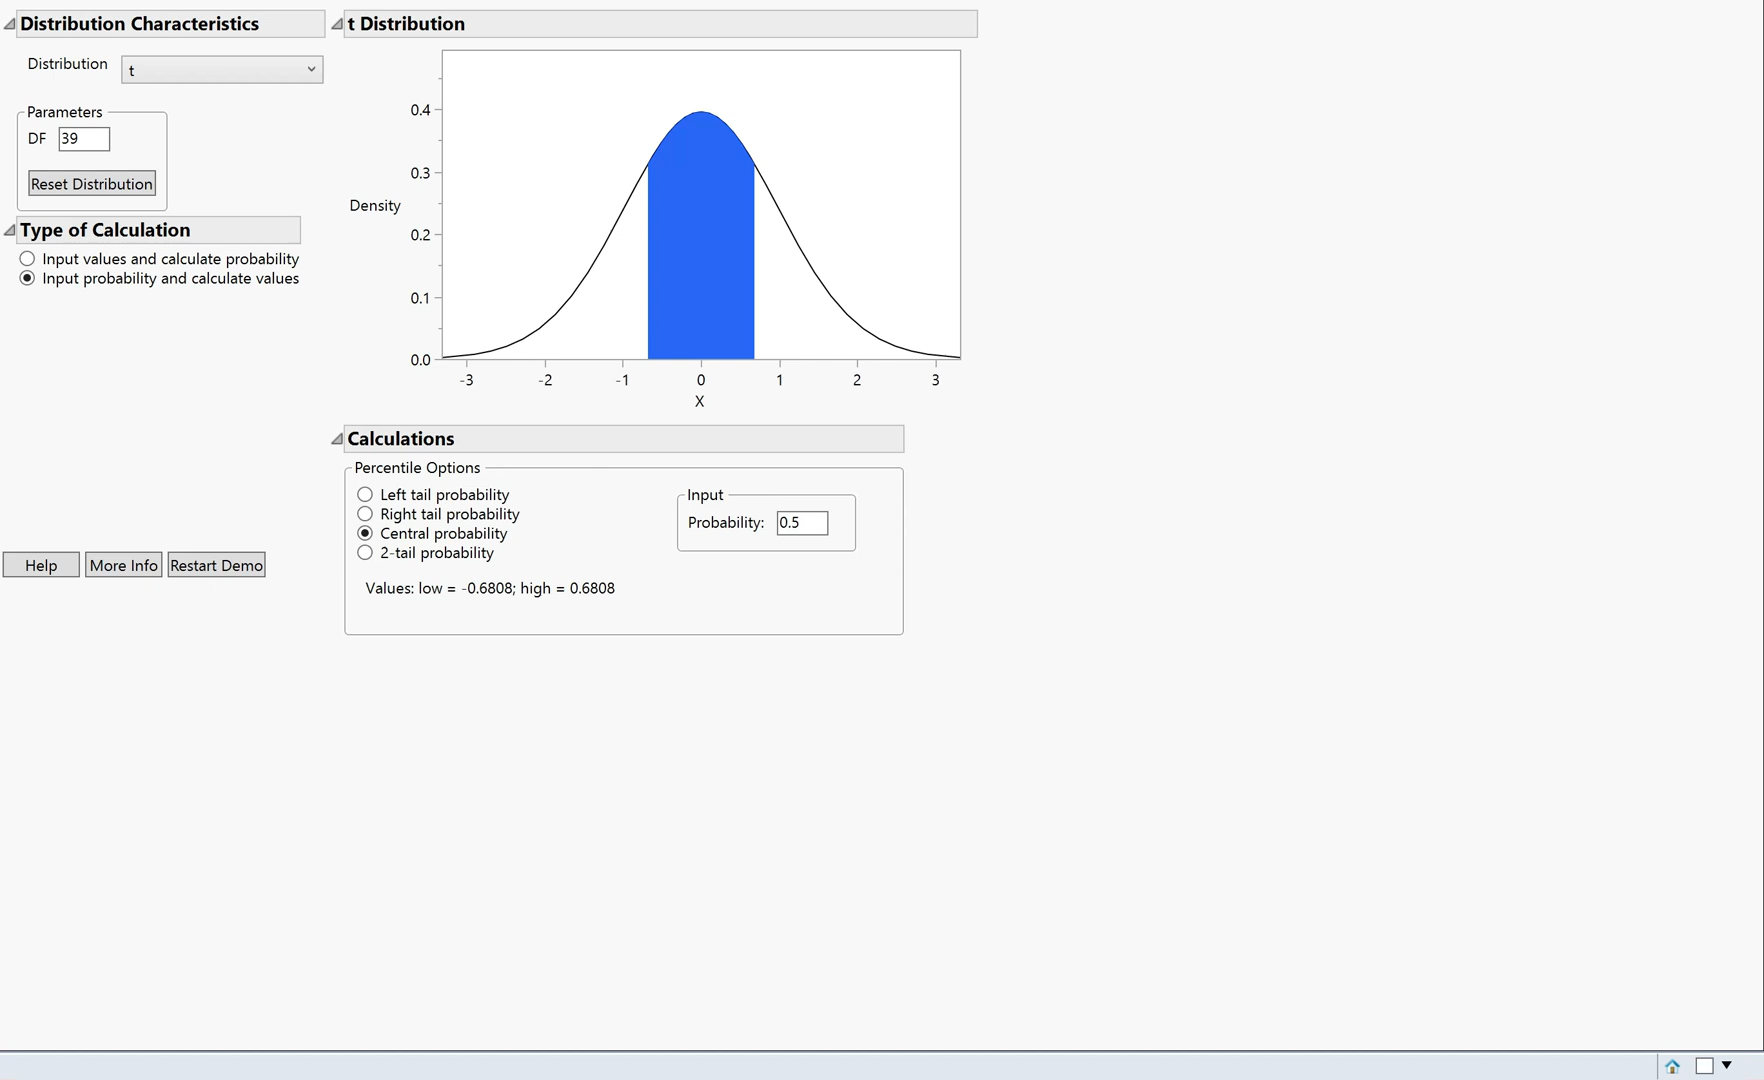 Distribution Characteristics
Distribution
t
Parameters
DF
39
Reset Distribution
Type of Calculation
Input values and calculate probability
Input probability and calculate values
Help
More Info
Restart Demo
t Distribution
0.4
0.3
Density
0.2
0.1
0.0
-3 -2 -1 0 1 2 3
X
Calculations
Percentile Options
Left tail probability
Right tail probability
Central probability
2-tail probability
Input
Probability: 0.5
Values: low = -0.6808; high = 0.6808